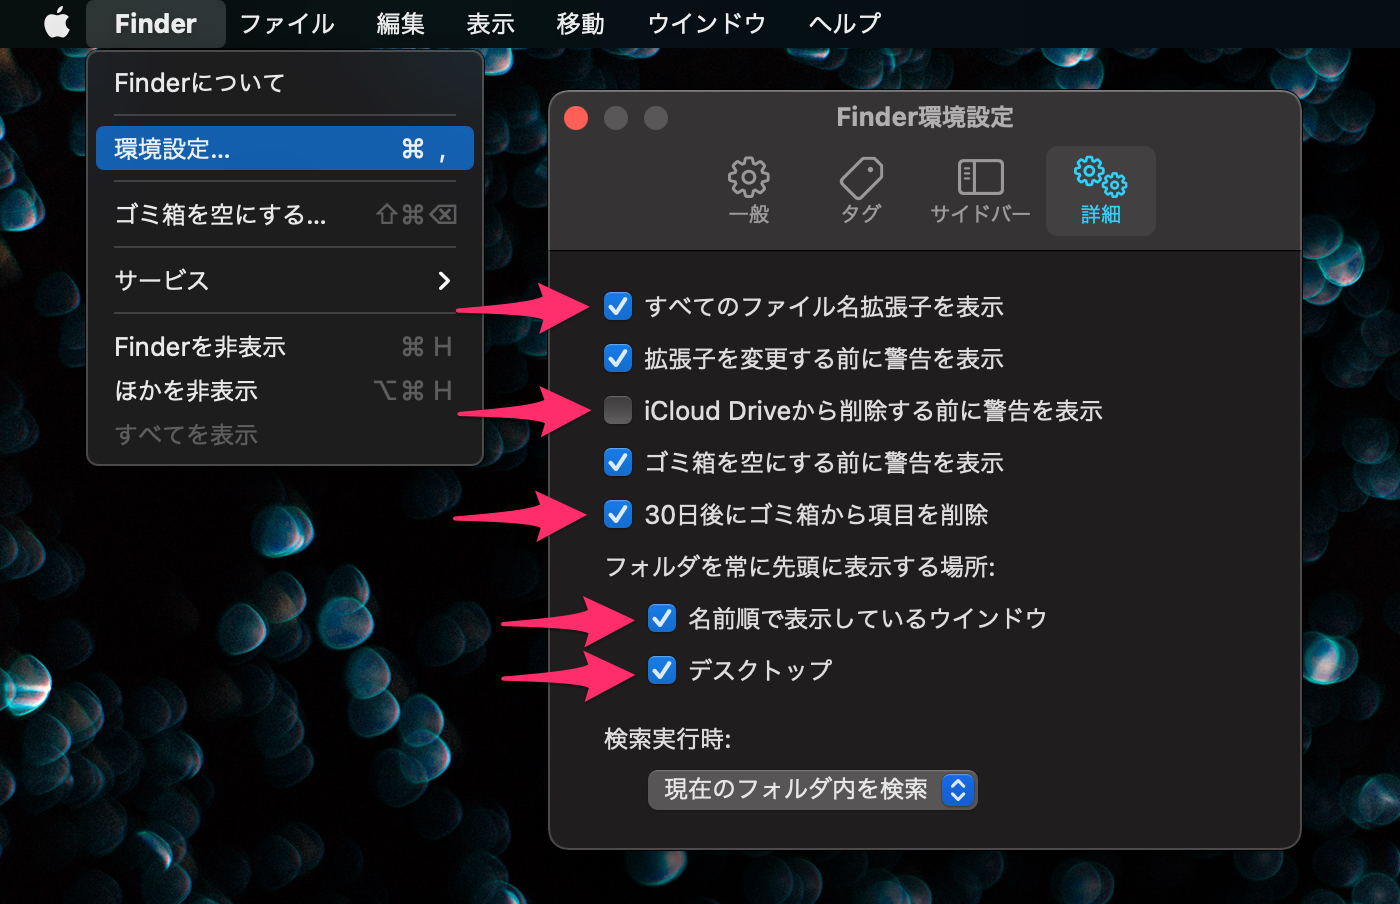 Finder ファイル 編集 表示 移動 ウインドウ ヘルプ
Finderについて
環境設定... ⌘ ,
ゴミ箱を空にする... ⇧⌘⌫
サービス
Finderを非表示 ⌘ H
ほかを非表示 ⌥⌘ H
すべてを表示
Finder環境設定
一般 タグ サイドバー 詳細
すべてのファイル名拡張子を表示
拡張子を変更する前に警告を表示
iCloud Driveから削除する前に警告を表示
ゴミ箱を空にする前に警告を表示
30日後にゴミ箱から項目を削除
フォルダを常に先頭に表示する場所:
名前順で表示しているウインドウ
デスクトップ
検索実行時:
現在のフォルダ内を検索